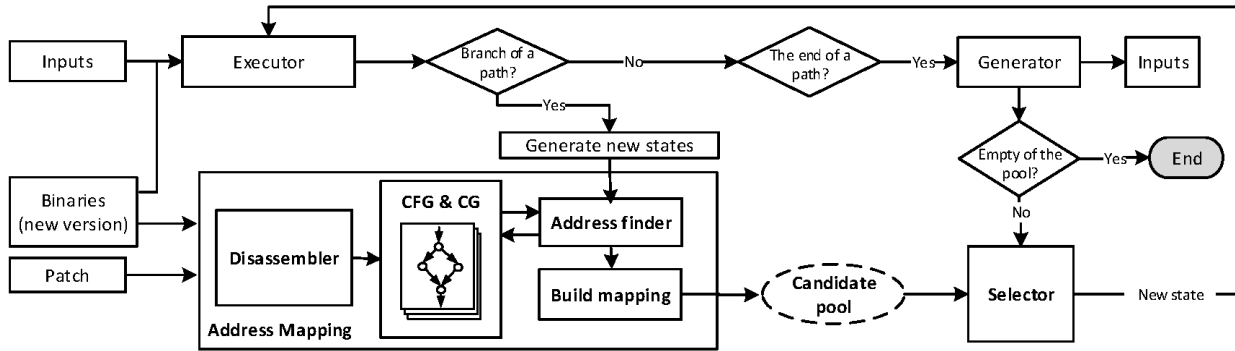 Inputs
Executor
Branch of a
path?
No
The end of a
path?
Yes
Generator
Inputs
Yes
Generate new states
Empty of the
pool?
Yes
End
No
Binaries
(new version)
Patch
Disassembler
CFG & CG
Address finder
Build mapping
Address Mapping
Candidate
pool
Selector
New state